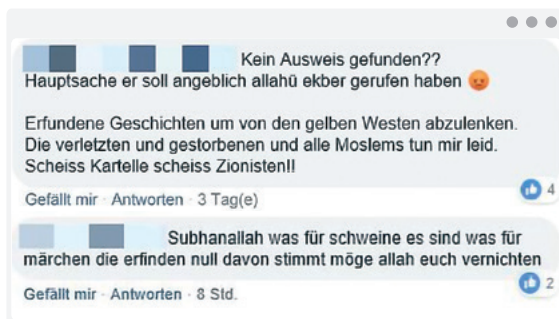 Kein Ausweis gefunden??
Hauptsache er soll angeblich allahü ekber gerufen haben 😡
Erfundene Geschichten um von den gelben Westen abzulenken.
Die verletzten und gestorbenen und alle Moslems tun mir leid.
Scheiss Kartelle scheiss Zionisten!!
Gefällt mir · Antworten · 3 Tag(e)
4
Subhanallah was für schweine es sind was für
märchen die erfinden null davon stimmt möge allah euch vernichten
Gefällt mir · Antworten · 8 Std.
2